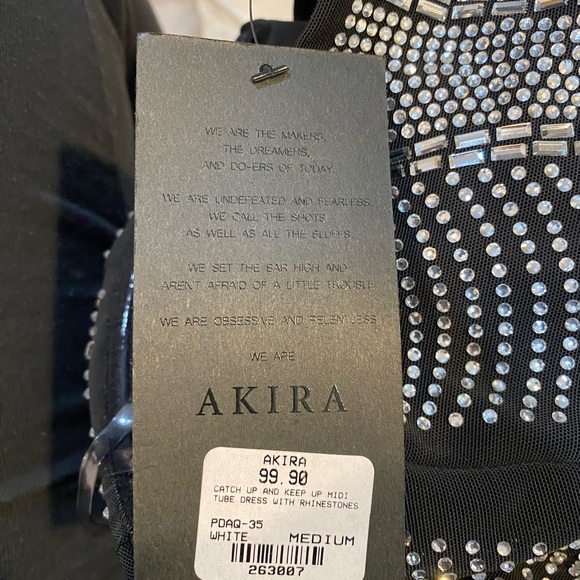 WE ARE THE MAKERS,
THE DREAMERS,
AND DO-ERS OF TODAY.
WE ARE UNDEFEATED AND FEARLESS.
WE CALL THE SHOTS
AS WELL AS ALL THE BLUFFS.
WE SET THE BAR HIGH AND
ARENT AFRAID OF A LITTLE TROUBLE
WE ARE OBSESSIVE AND RELENTLESS.
WE ARE
AKIRA
AKIRA
99.90
CATCH UP AND KEEP UP MIDI
TUBE DRESS WITH RHINESTONES
PDAQ-35
WHITE MEDIUM
263007